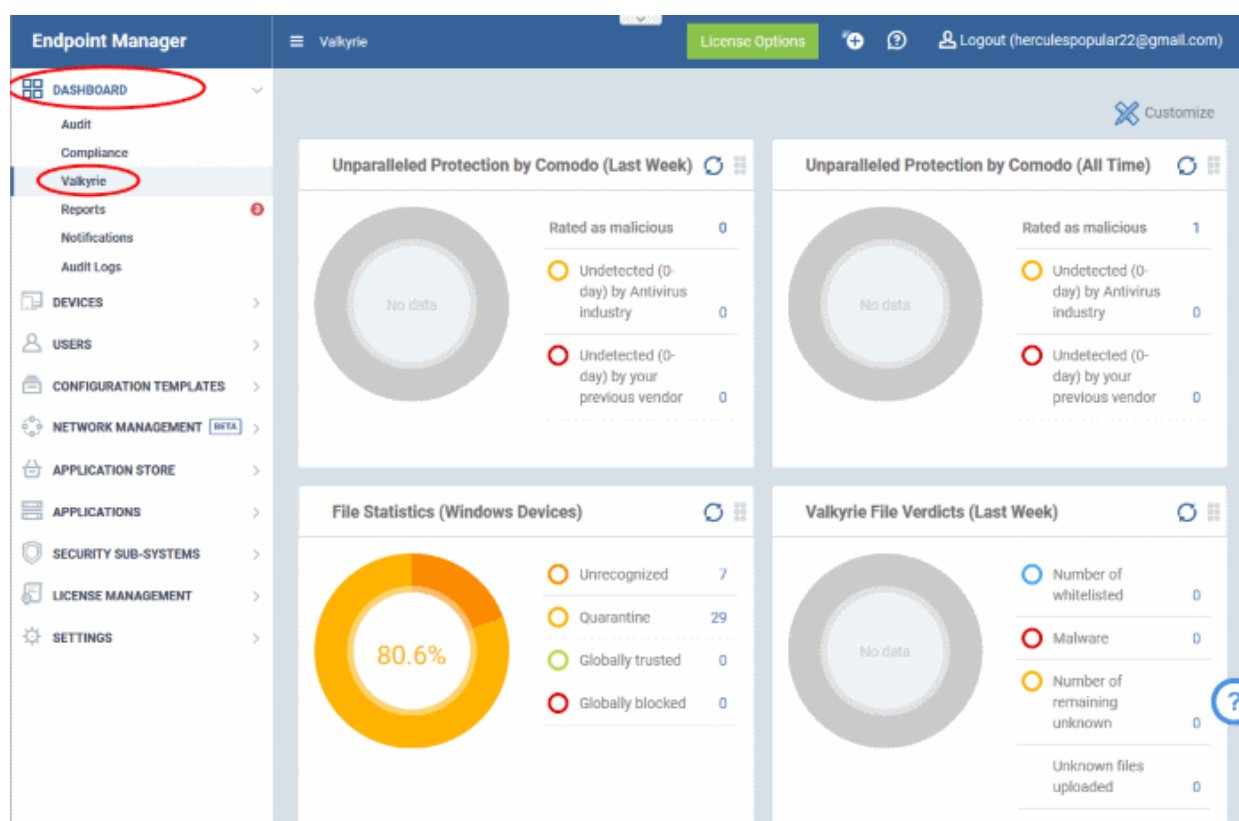 Endpoint Manager
Valkyrie
License Options
Logout (herculespopular22@gmail.com)
DASHBOARD
Audit
Compliance
Valkyrie
Reports
3
Notifications
Audit Logs
DEVICES
USERS
CONFIGURATION TEMPLATES
NETWORK MANAGEMENT BETA
APPLICATION STORE
APPLICATIONS
SECURITY SUB-SYSTEMS
LICENSE MANAGEMENT
SETTINGS
Customize
Unparalleled Protection by Comodo (Last Week)
No data
Rated as malicious 0
Undetected (0-
day) by Antivirus
industry 0
Undetected (0-
day) by your
previous vendor 0
Unparalleled Protection by Comodo (All Time)
No data
Rated as malicious 1
Undetected (0-
day) by Antivirus
industry 0
Undetected (0-
day) by your
previous vendor 0
File Statistics (Windows Devices)
80.6%
Unrecognized 7
Quarantine 29
Globally trusted 0
Globally blocked 0
Valkyrie File Verdicts (Last Week)
No data
Number of
whitelisted 0
Malware 0
Number of
remaining
unknown 0
Unknown files
uploaded 0
?